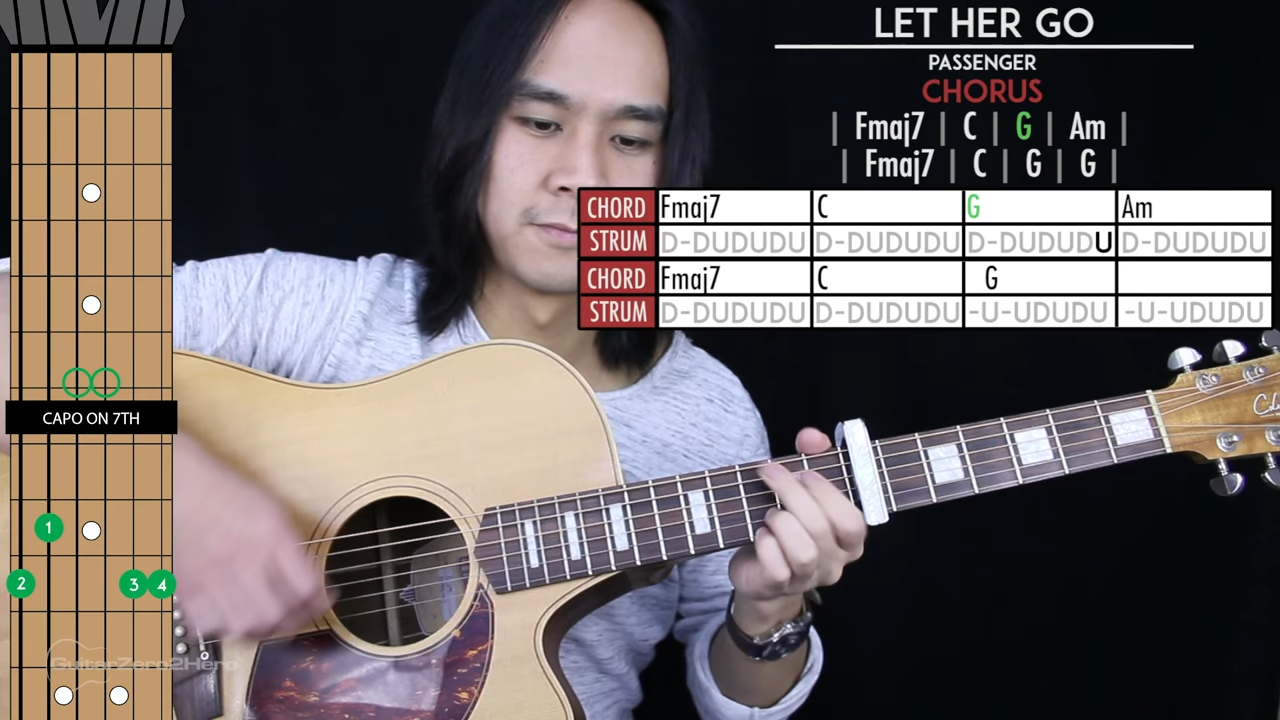 LET HER GO
PASSENGER
CHORUS
| Fmaj7 | C | G | Am |
| Fmaj7 | C | G | G |
CHORD Fmaj7 C G Am
STRUM D-DUDUDU D-DUDUDU D-DUDUDU D-DUDUDU
CHORD Fmaj7 C G
STRUM D-DUDUDU D-DUDUDU -U-UDUDU -U-UDUDU
CAPO ON 7TH
1
2 3 4
GuitarZero2Hero